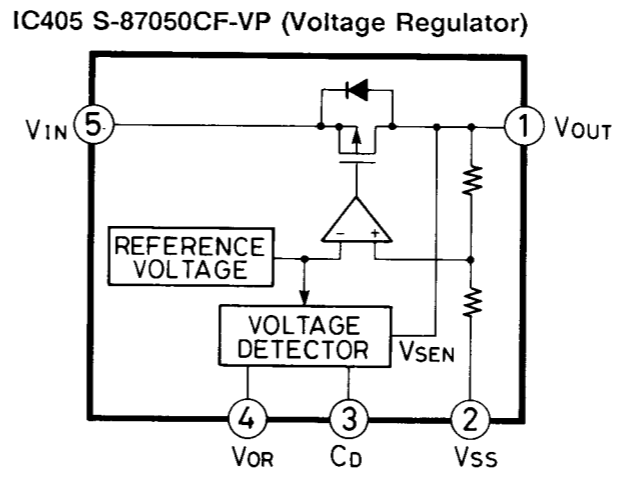 IC405 S-87050CF-VP (Voltage Regulator)
VIN 5
1 VOUT
- +
REFERENCE
VOLTAGE
VOLTAGE
DETECTOR
VSEN
4 3 2
VOR CD VSS